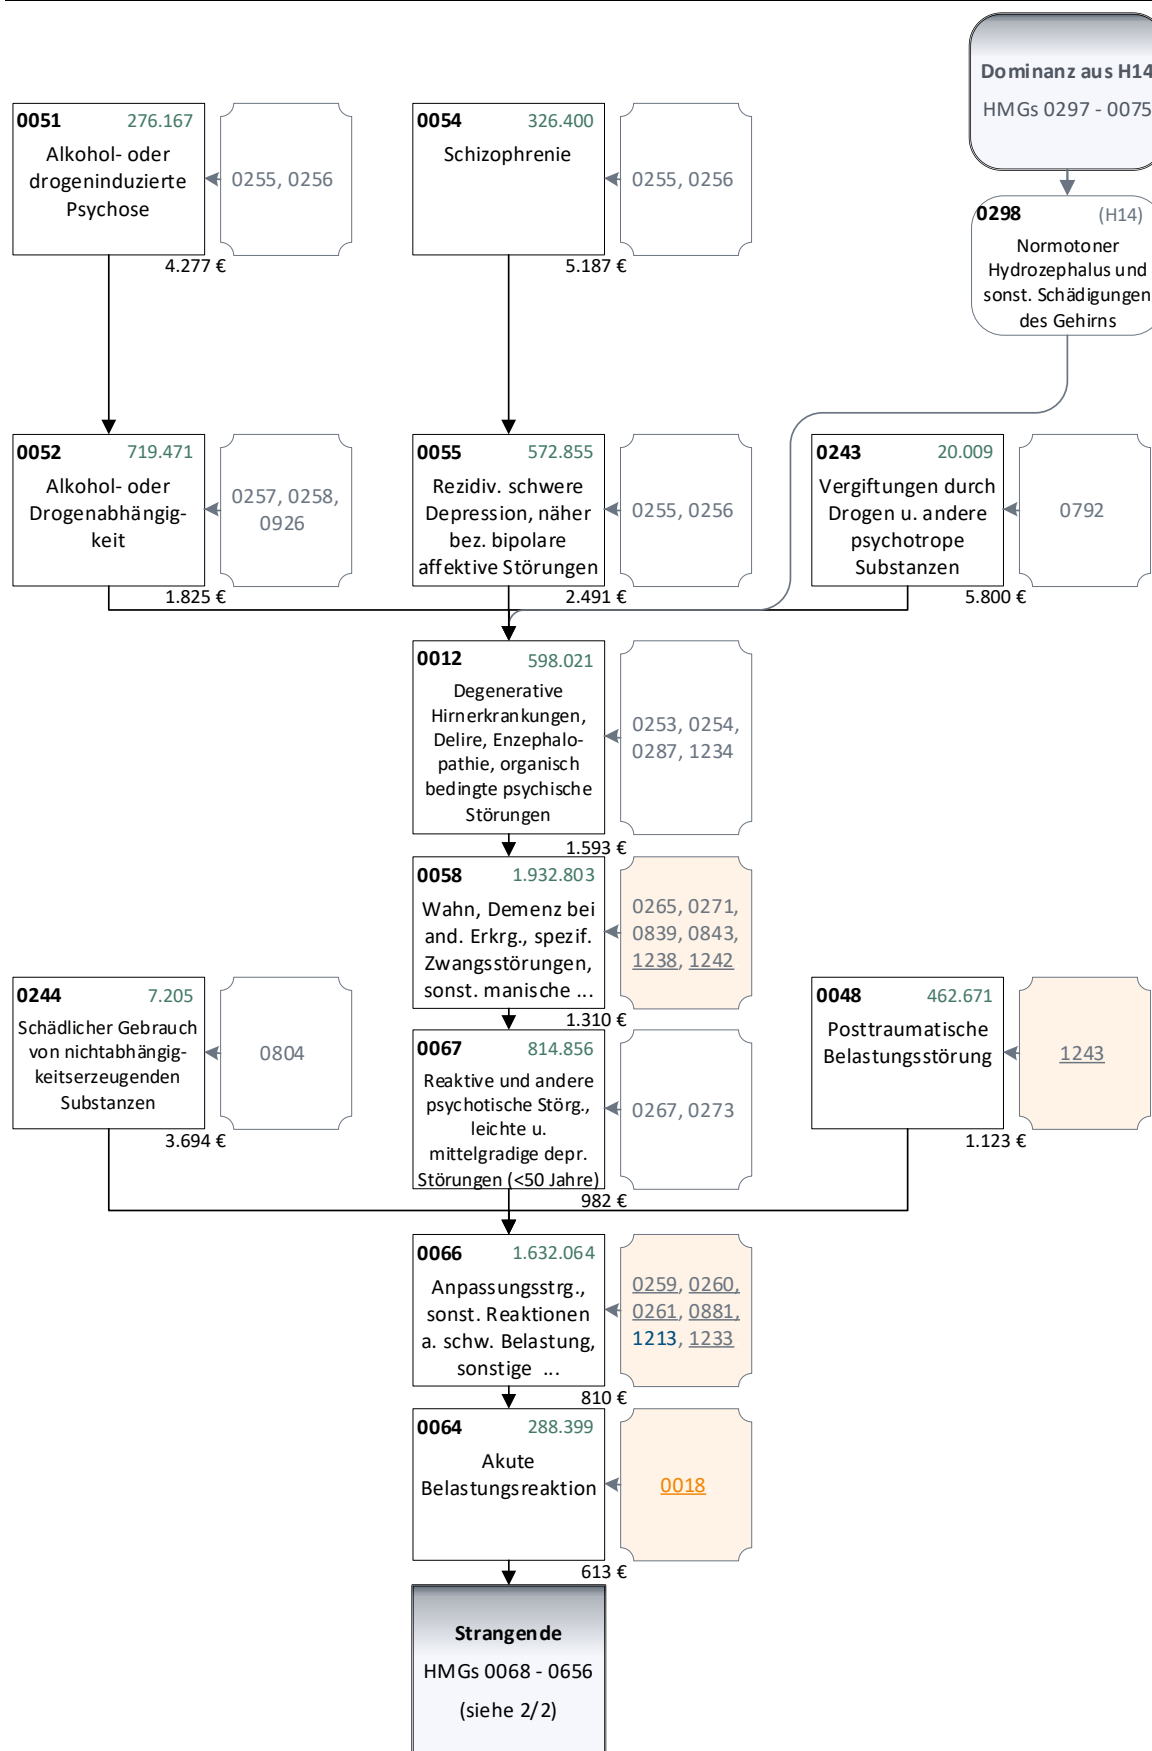 Dominanz aus H14
HMGs 0297 - 0075
0051 276.167
Alkohol- oder
drogeninduzierte
Psychose
0255, 0256
4.277 €
0054 326.400
Schizophrenie
0255, 0256
5.187 €
0298 (H14)
Normotoner
Hydrozephalus und
sonst. Schädigungen
des Gehirns
0052 719.471
Alkohol- oder
Drogenabhängig-
keit
0257, 0258,
0926
1.825 €
0055 572.855
Rezidiv. schwere
Depression, näher
bez. bipolare
affektive Störungen
0255, 0256
2.491 €
0243 20.009
Vergiftungen durch
Drogen u. andere
psychotrope
Substanzen
0792
5.800 €
0012 598.021
Degenerative
Hirnerkrankungen,
Delire, Enzephalo-
pathie, organisch
bedingte psychische
Störungen
0253, 0254,
0287, 1234
1.593 €
0058 1.932.803
Wahn, Demenz bei
and. Erkrg., spezif.
Zwangsstörungen,
sonst. manische ...
0265, 0271,
0839, 0843,
1238, 1242
1.310 €
0244 7.205
Schädlicher Gebrauch
von nichtabhängig-
keitserzeugenden
Substanzen
0804
3.694 €
0067 814.856
Reaktive und andere
psychotische Störg.,
leichte u.
mittelgradige depr.
Störungen (<50 Jahre)
0267, 0273
982 €
0048 462.671
Posttraumatische
Belastungsstörung
1243
1.123 €
0066 1.632.064
Anpassungsstrg.,
sonst. Reaktionen
a. schw. Belastung,
sonstige ...
0259, 0260,
0261, 0881,
1213, 1233
810 €
0064 288.399
Akute
Belastungsreaktion
0018
613 €
Strangende
HMGs 0068 - 0656
(siehe 2/2)